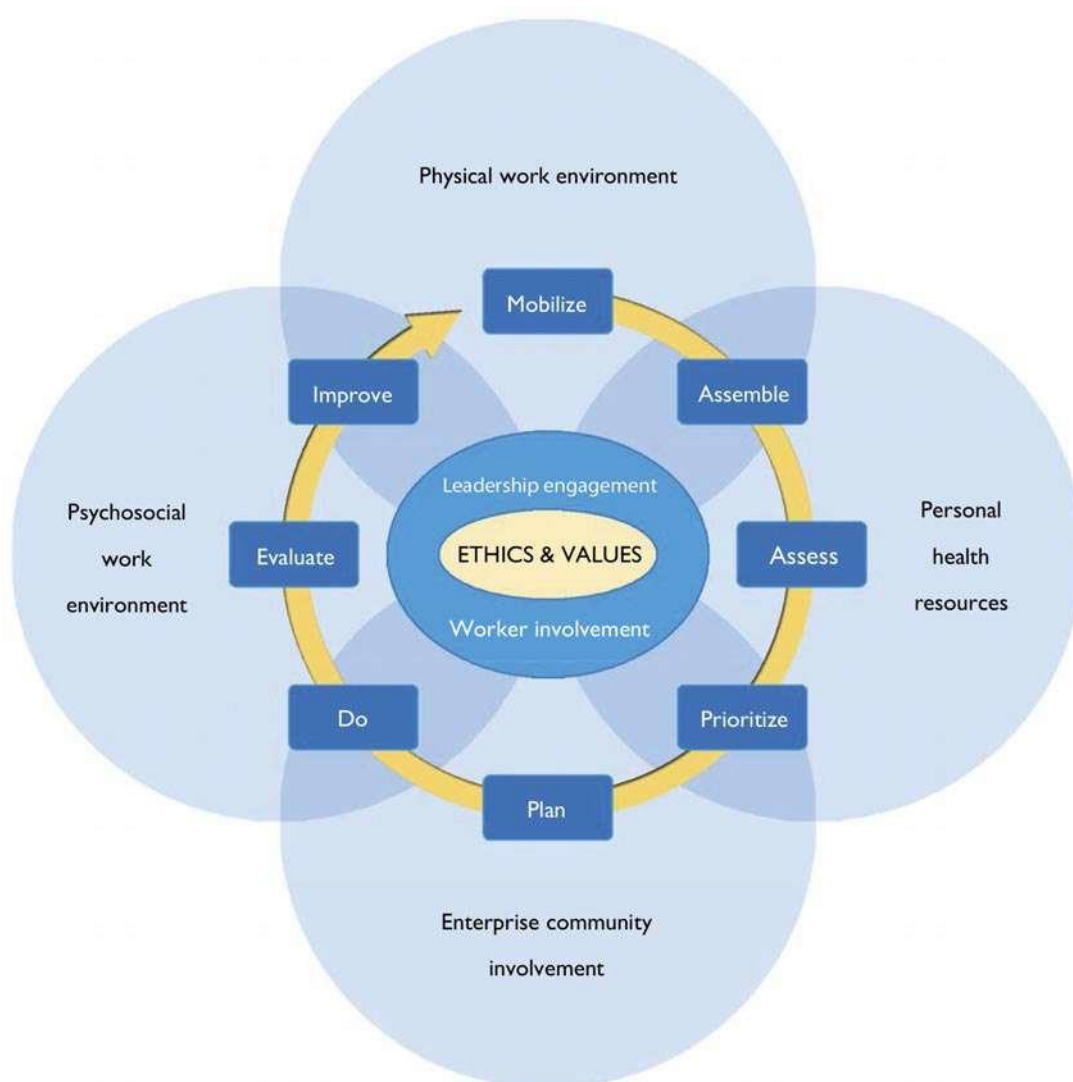 Physical work environment
Mobilize
Improve
Assemble
Leadership engagement
Psychosocial
work
environment
Evaluate
ETHICS & VALUES
Assess
Personal
health
resources
Worker involvement
Do
Prioritize
Plan
Enterprise community
involvement